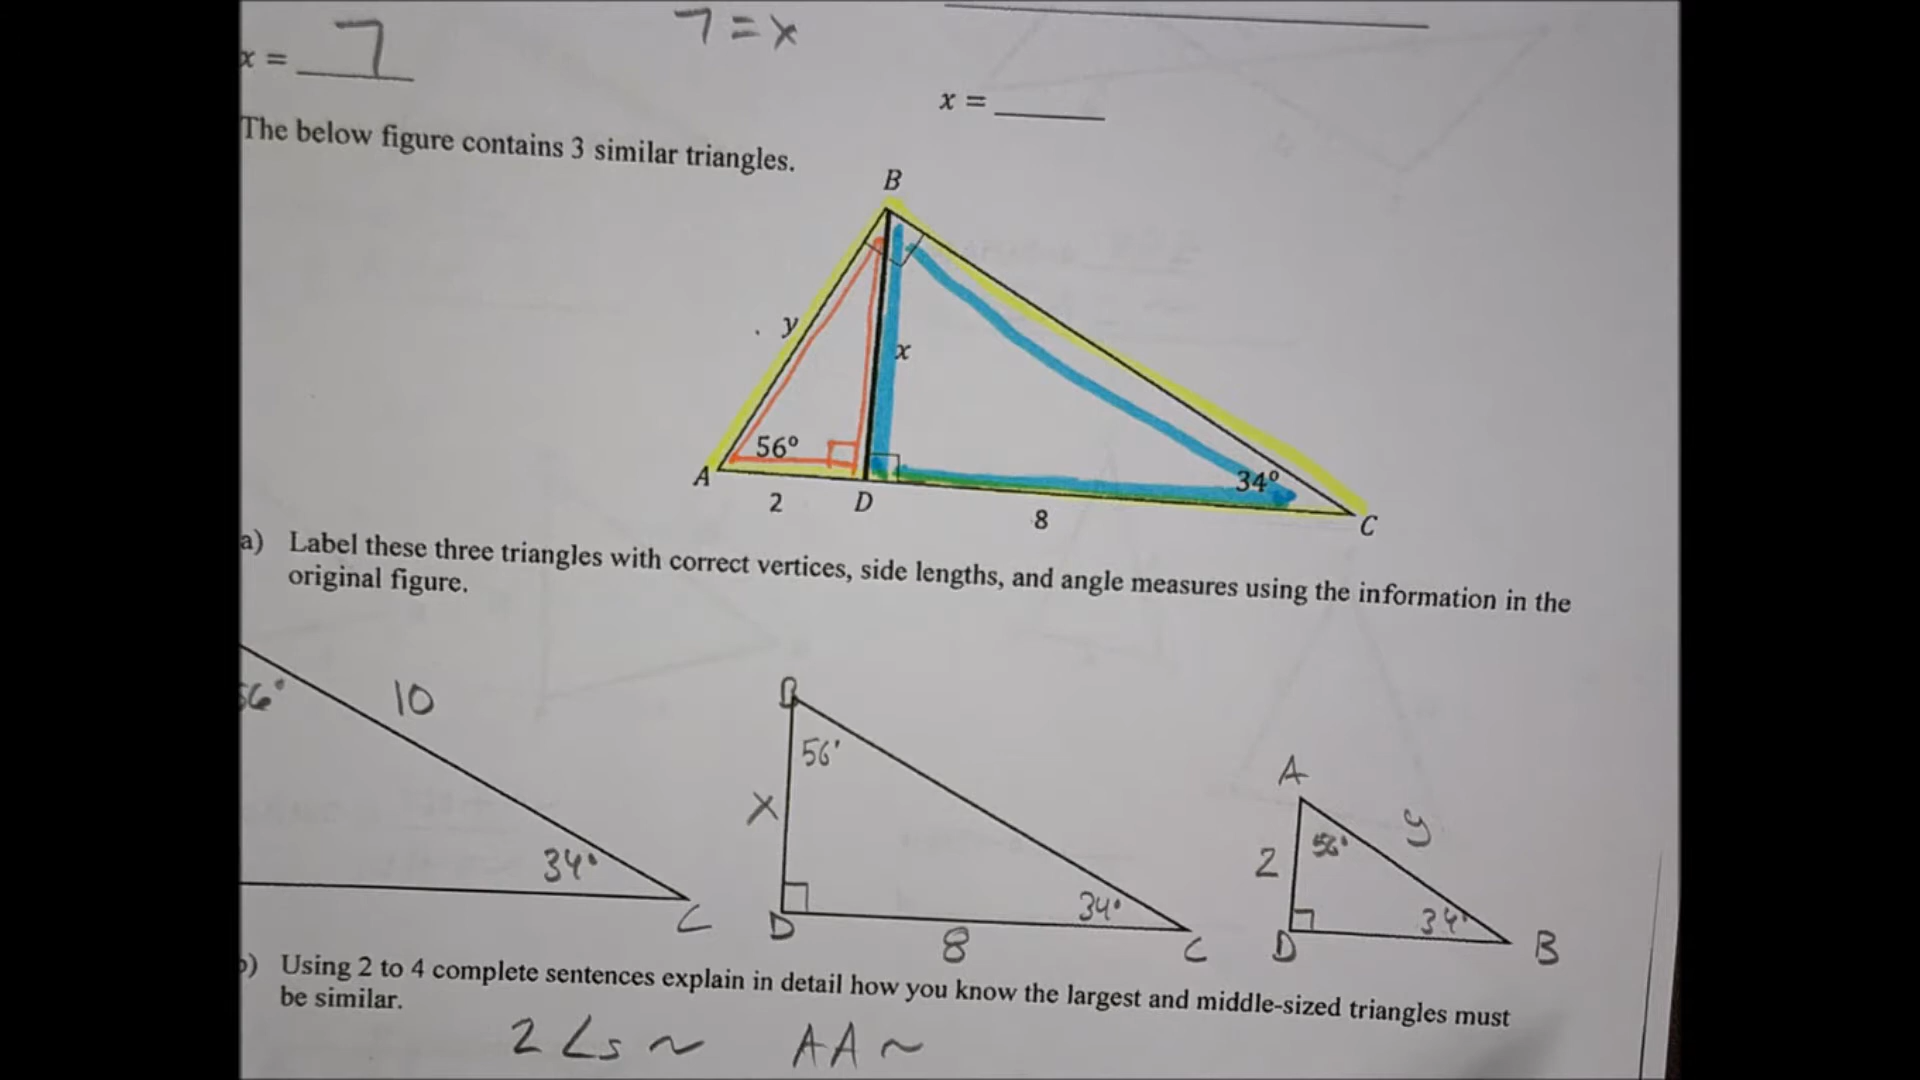 x = 7
7 = x
x =
The below figure contains 3 similar triangles.
B
y
x
56°
34°
A
2
D
8
C
a) Label these three triangles with correct vertices, side lengths, and angle measures using the information in the
original figure.
56°
10
34°
C
B
56°
x
34°
D
8
C
A
56°
y
2
34°
D
B
b) Using 2 to 4 complete sentences explain in detail how you know the largest and middle-sized triangles must
be similar.
2 ∠s ~ AA ~